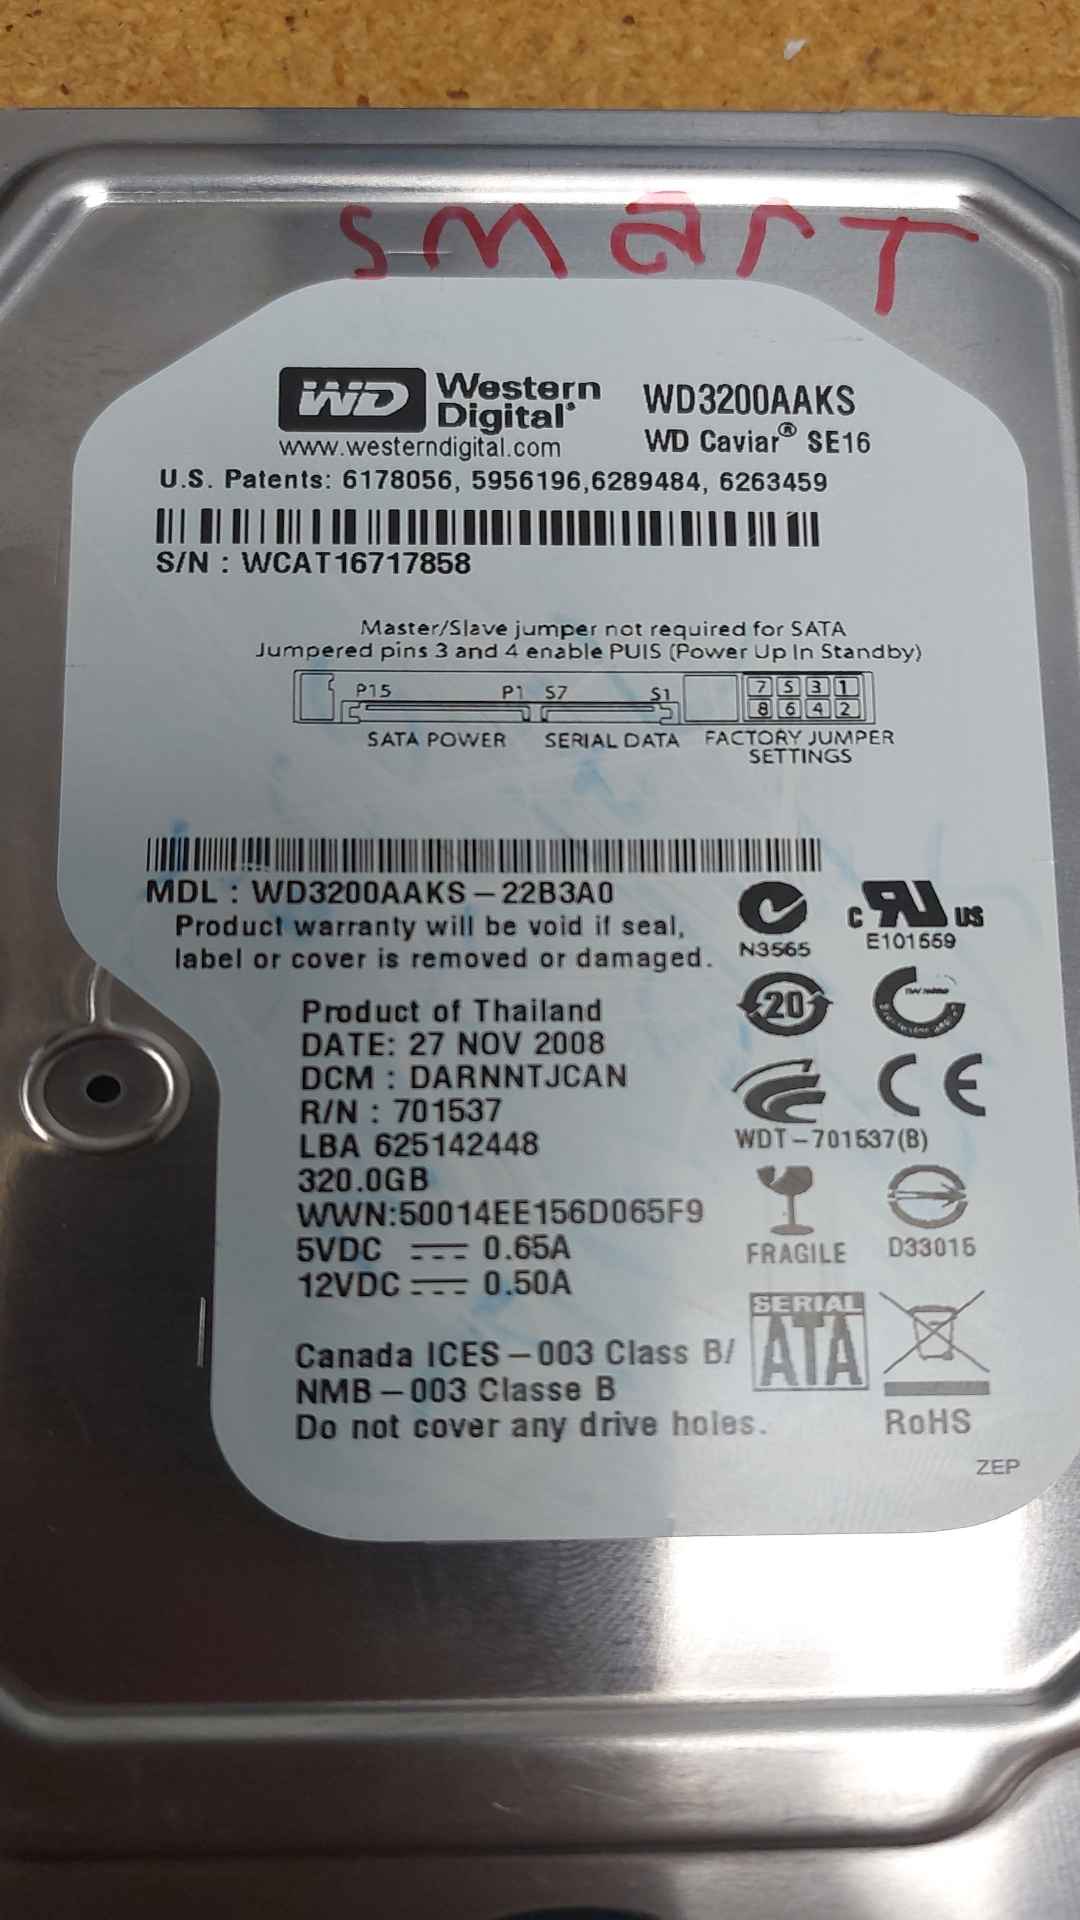 SMarT
WD Western Digital WD3200AAKS
www.westerndigital.com WD Caviar® SE16
U.S. Patents: 6178056, 5956196,6289484, 6263459
S/N : WCAT16717858
Master/Slave jumper not required for SATA
Jumpered pins 3 and 4 enable PUIS (Power Up In Standby)
P15 P1 S7 S1 7 5 3 1
8 6 4 2
SATA POWER SERIAL DATA FACTORY JUMPER
SETTINGS
MDL : WD3200AAKS – 22B3A0
Product warranty will be void if seal,
label or cover is removed or damaged.
N3565
C RU US
E101559
20
Product of Thailand
DATE: 27 NOV 2008
DCM : DARNNTJCAN
R/N : 701537
LBA 625142448
320.0GB
WWN:50014EE156D065F9
5VDC 0.65A
12VDC 0.50A
CE
WDT – 701537(B)
FRAGILE
D33015
SERIAL
ATA
Canada ICES – 003 Class B/
NMB – 003 Classe B
Do not cover any drive holes.
RoHS
ZEP